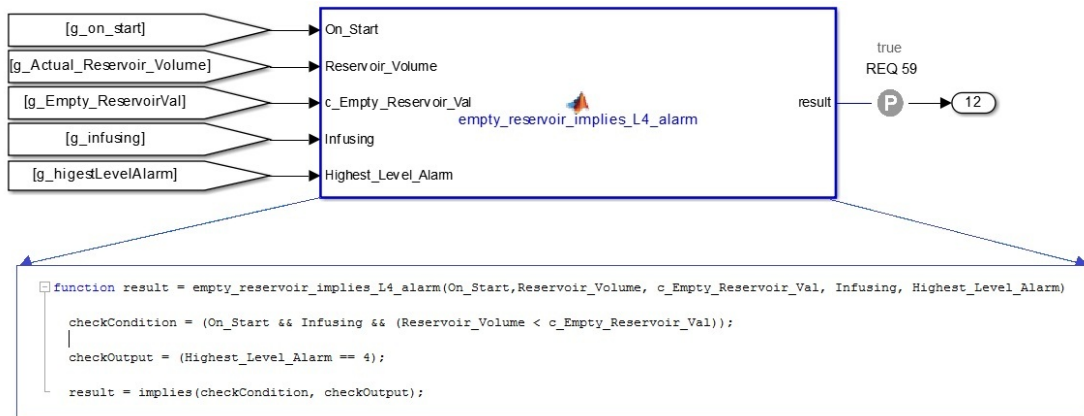 [g_on_start]
On_Start
[g_Actual_Reservoir_Volume]
Reservoir_Volume
[g_Empty_ReservoirVal]
c_Empty_Reservoir_Val
[g_infusing]
Infusing
[g_higestLevelAlarm]
Highest_Level_Alarm
empty_reservoir_implies_L4_alarm
result
true
REQ 59
P
12
function result = empty_reservoir_implies_L4_alarm(On_Start,Reservoir_Volume, c_Empty_Reservoir_Val, Infusing, Highest_Level_Alarm)
checkCondition = (On_Start && Infusing && (Reservoir_Volume < c_Empty_Reservoir_Val));
checkOutput = (Highest_Level_Alarm == 4);
result = implies(checkCondition, checkOutput);